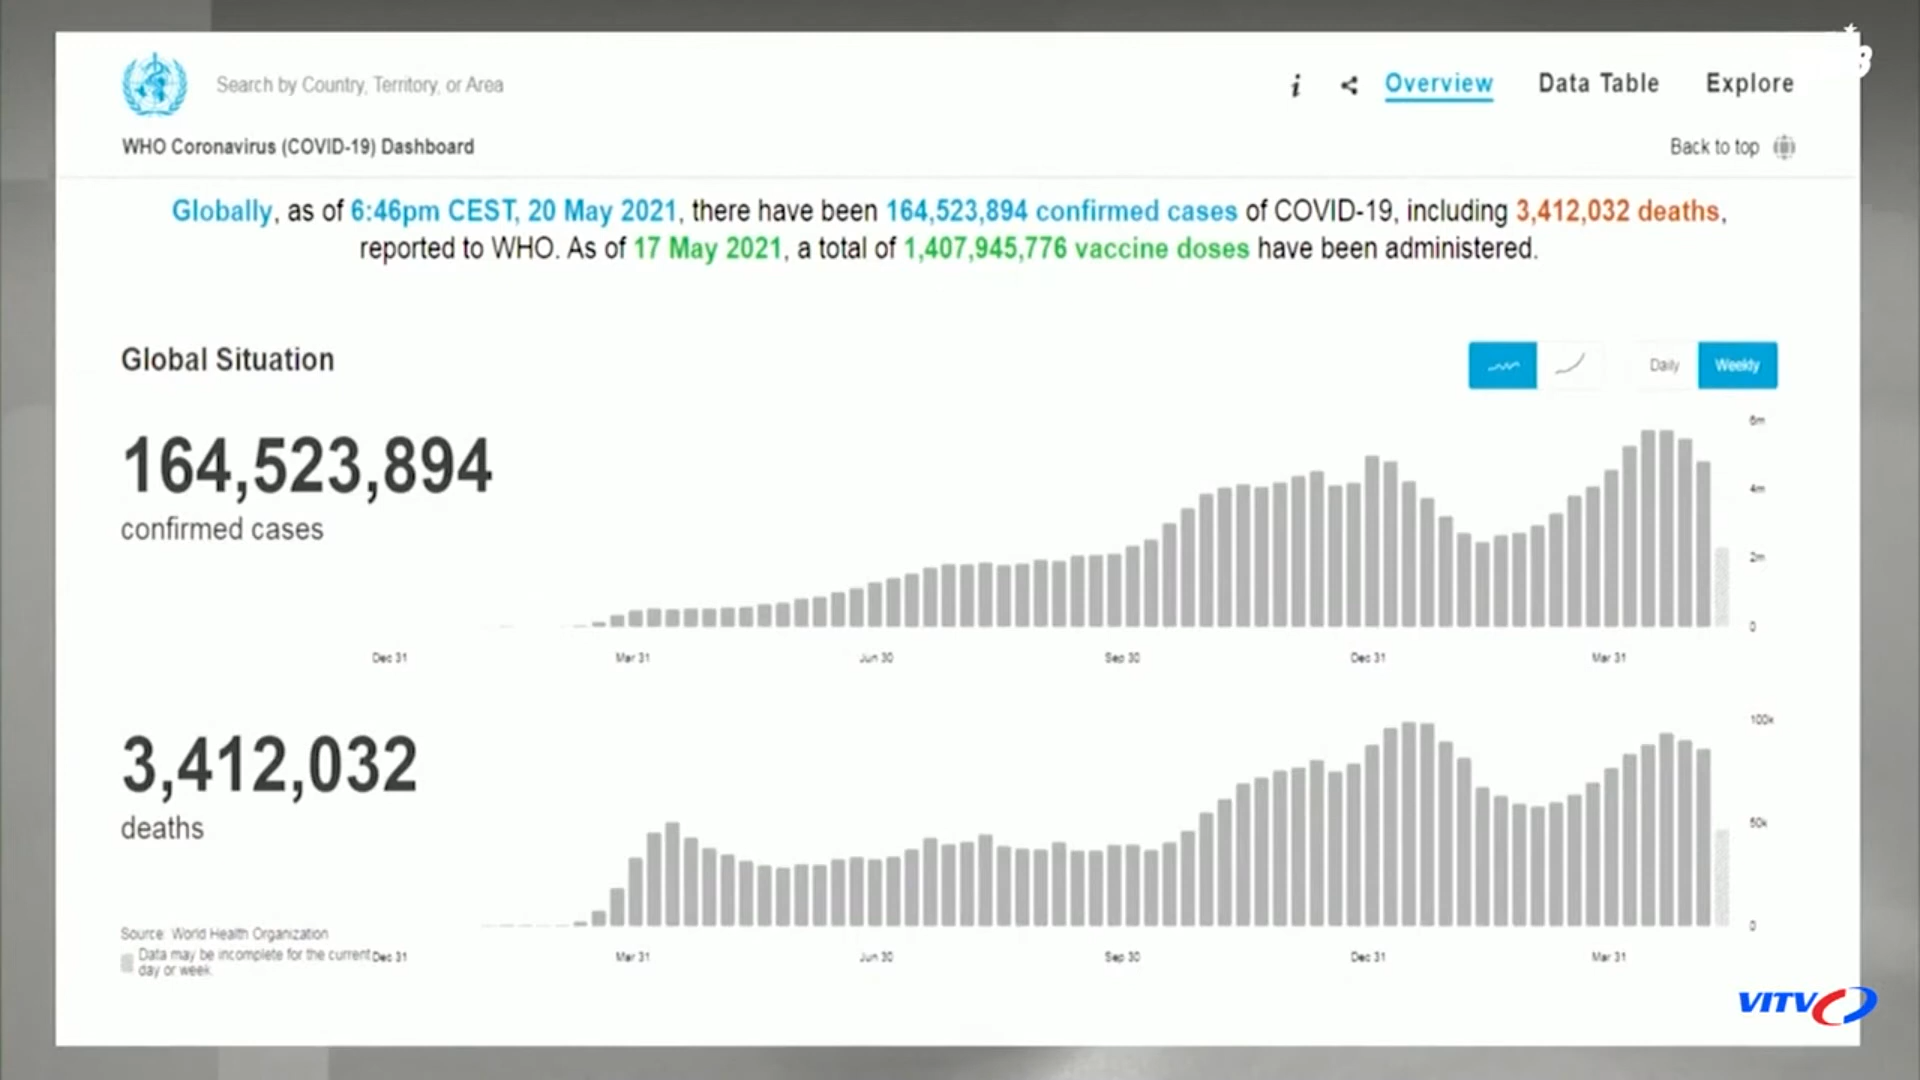 Search by Country, Territory, or Area
i
Overview
Data Table
Explore
WHO Coronavirus (COVID-19) Dashboard
Back to top
Globally, as of 6:46pm CEST, 20 May 2021, there have been 164,523,894 confirmed cases of COVID-19, including 3,412,032 deaths,
reported to WHO. As of 17 May 2021, a total of 1,407,945,776 vaccine doses have been administered.
Global Situation
Daily
Weekly
164,523,894
confirmed cases
6m
4m
2m
0
Dec 31
Mar 31
Jun 30
Sep 30
Dec 31
Mar 31
3,412,032
deaths
100k
50k
0
Source: World Health Organization
Data may be incomplete for the current
day or week.
Dec 31
Mar 31
Jun 30
Sep 30
Dec 31
Mar 31
VITV